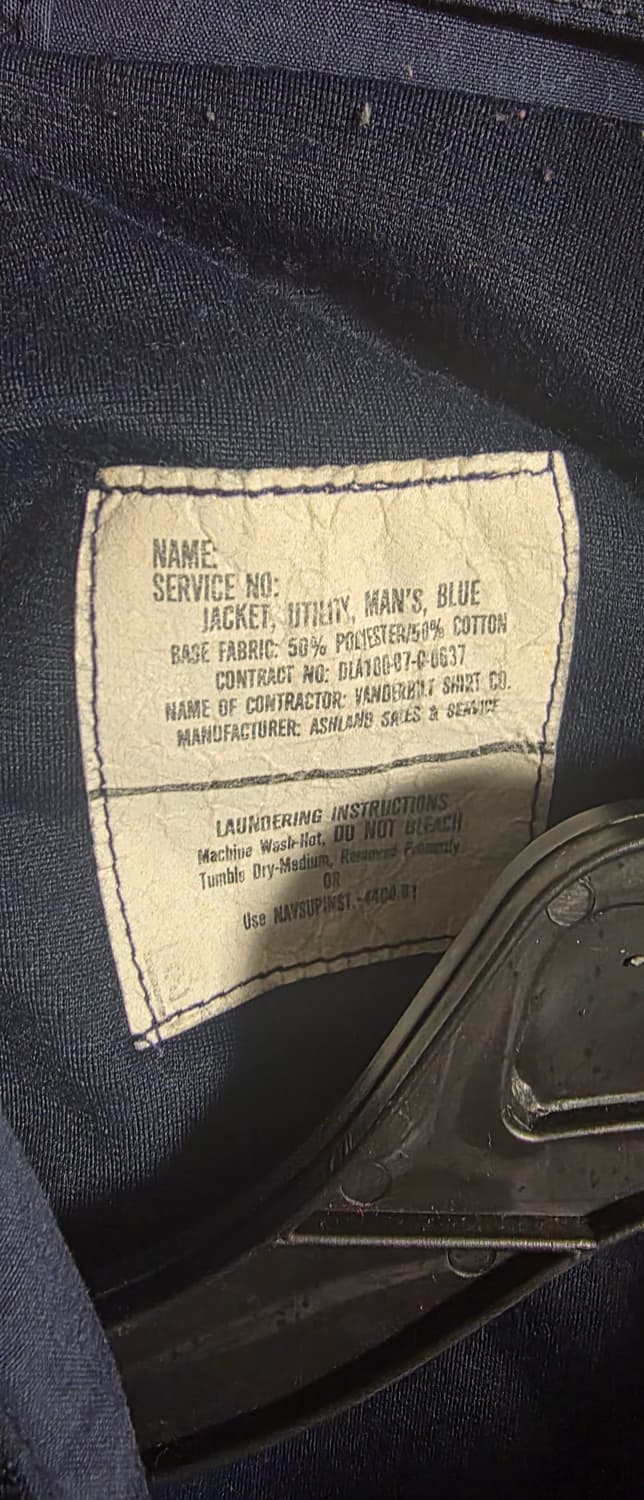 NAME:
SERVICE NO:
JACKET, UTILITY, MAN'S, BLUE
BASE FABRIC: 50% POLYESTER/50% COTTON
CONTRACT NO: DLA100-87-C-0637
NAME OF CONTRACTOR: VANDERBILT SHIRT CO.
MANUFACTURER: ASHLAND SALES & SERVICE
LAUNDERING INSTRUCTIONS
Machine Wash-Hot, DO NOT BLEACH
Tumble Dry-Medium, Removed Promptly
OR
Use NAVSUPINST.-4400.81